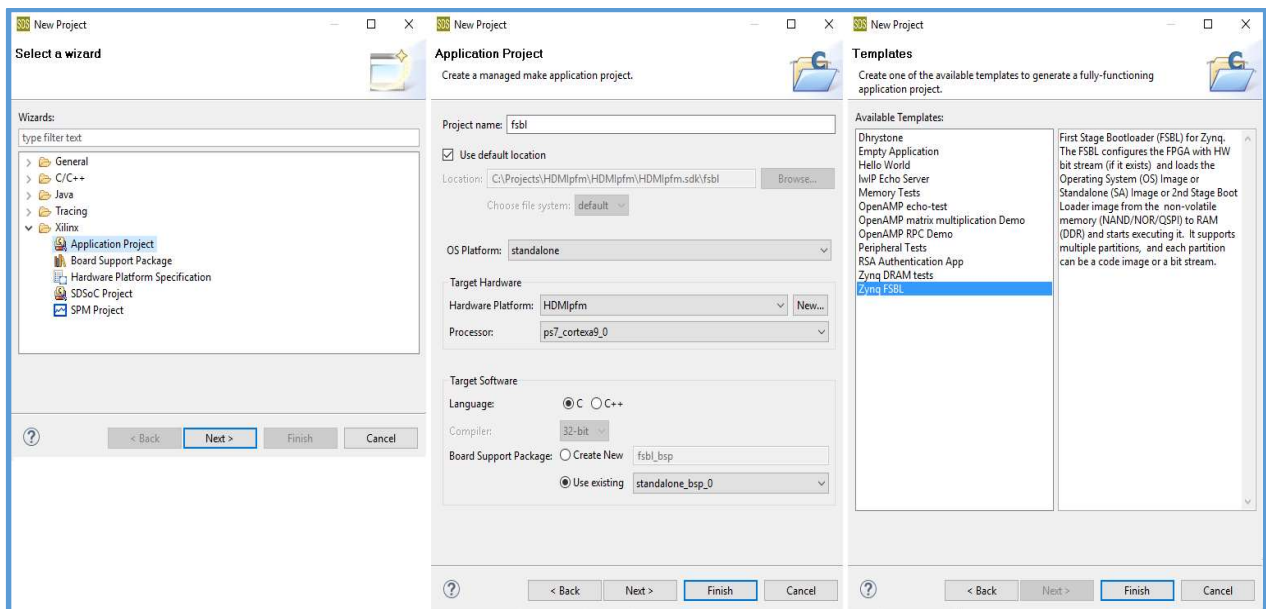 SDS New Project
Select a wizard
Wizards:
type filter text
General
C/C++
Java
Tracing
Xilinx
Application Project
Board Support Package
Hardware Platform Specification
SDSoC Project
SPM Project
< Back Next > Finish Cancel
SDS New Project
Application Project
Create a managed make application project.
Project name: fsbl
Use default location
Location: C:\Projects\HDMIpfm\HDMIpfm\HDMIpfm.sdk\fsbl Browse...
Choose file system: default
OS Platform: standalone
Target Hardware
Hardware Platform: HDMIpfm New...
Processor: ps7_cortexa9_0
Target Software
Language: C C++
Compiler: 32-bit
Board Support Package: Create New fsbl_bsp
Use existing standalone_bsp_0
< Back Next > Finish Cancel
SDS New Project
Templates
Create one of the available templates to generate a fully-functioning
application project.
Available Templates:
Dhrystone
Empty Application
Hello World
lwIP Echo Server
Memory Tests
OpenAMP echo-test
OpenAMP matrix multiplication Demo
OpenAMP RPC Demo
Peripheral Tests
RSA Authentication App
Zynq DRAM tests
Zynq FSBL
First Stage Bootloader (FSBL) for Zynq.
The FSBL configures the FPGA with HW
bit stream (if it exists) and loads the
Operating System (OS) Image or
Standalone (SA) Image or 2nd Stage Boot
Loader image from the non-volatile
memory (NAND/NOR/QSPI) to RAM
(DDR) and starts executing it. It supports
multiple partitions, and each partition
can be a code image or a bit stream.
< Back Next > Finish Cancel